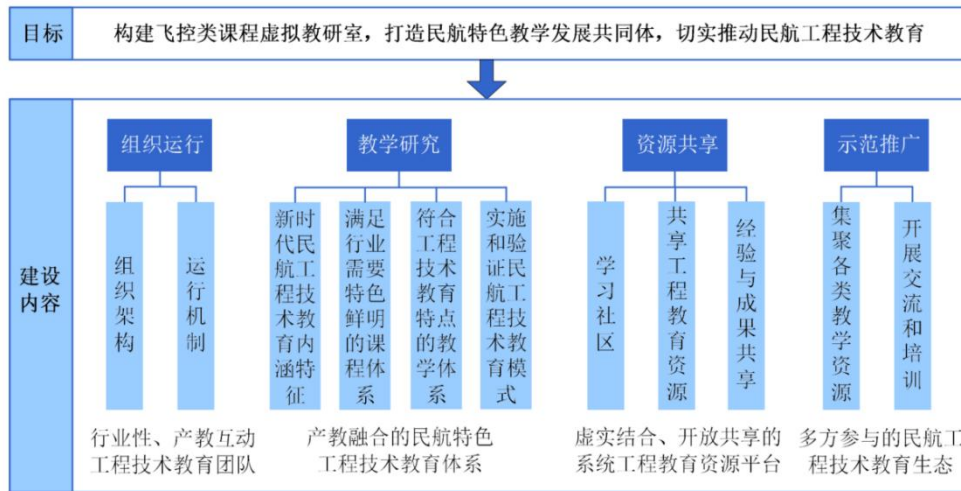 目标
构建飞控类课程虚拟教研室，打造民航特色教学发展共同体，切实推动民航工程技术教育
建设
内容
组织运行
组织架构
运行机制
行业性、产教互动
工程技术教育团队
教学研究
新时代民航工程技术教育内涵特征
满足行业需要特色鲜明的课程体系
符合工程技术教育特点的教学体系
实施和验证民航工程技术教育模式
产教融合的民航特色
工程技术教育体系
资源共享
学习社区
共享工程教育资源
经验与成果共享
虚实结合、开放共享的
系统工程教育资源平台
示范推广
集聚各类教学资源
开展交流和培训
多方参与的民航工
程技术教育生态